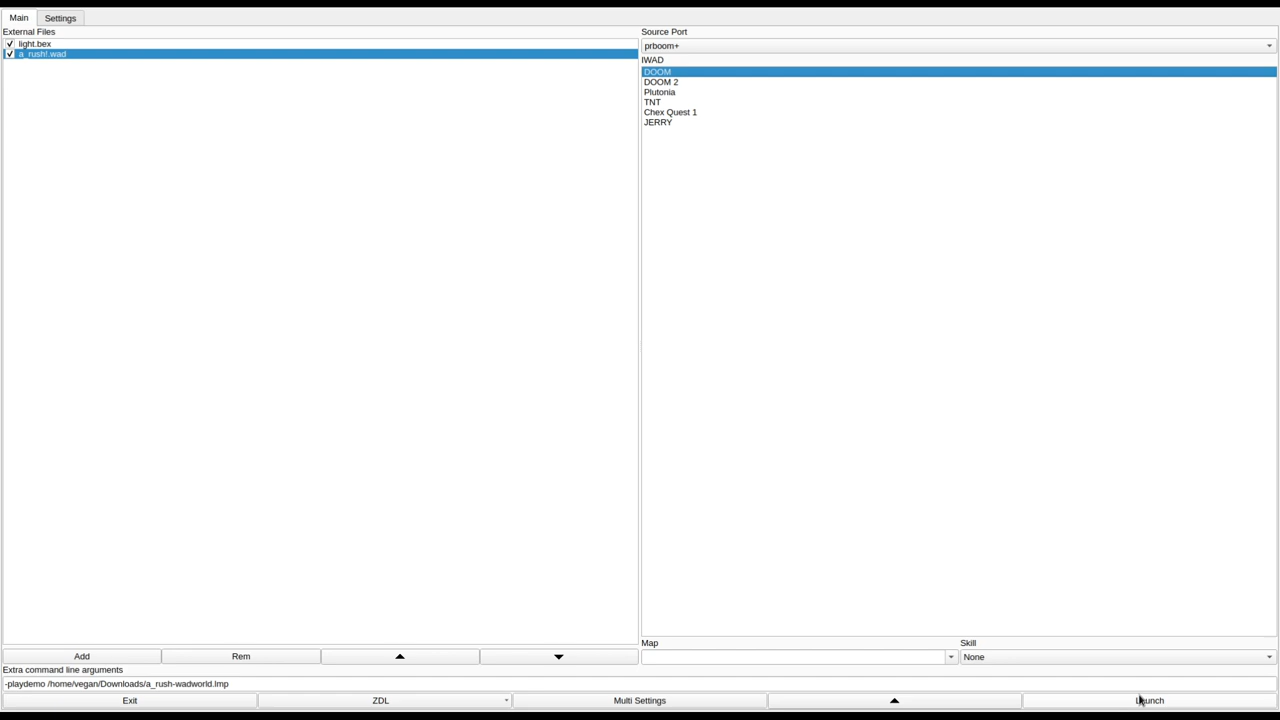 Main Settings
External Files
light.bex
a_rush!.wad
Source Port
prboom+
IWAD
DOOM
DOOM 2
Plutonia
TNT
Chex Quest 1
JERRY
Add Rem
Map Skill
None
Extra command line arguments
-playdemo /home/vegan/Downloads/a_rush-wadworld.lmp
Exit ZDL Multi Settings Launch